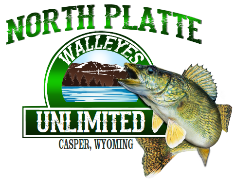 NORTH PLATTE
WALLEYES
UNLIMITED
CASPER, WYOMING